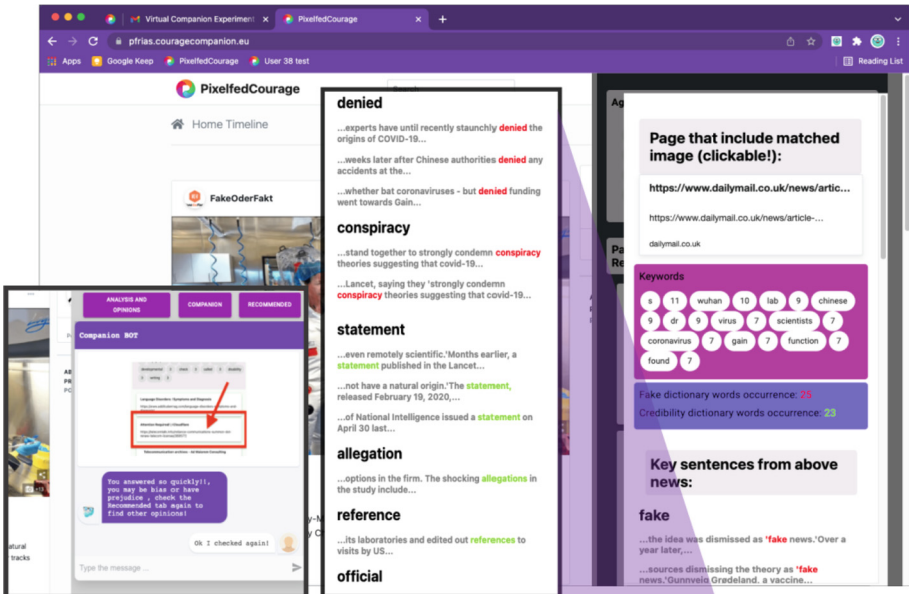 Virtual Companion Experiment
PixelfedCourage
pfrias.couragecompanion.eu
Apps
Google Keep
PixelfedCourage
User 38 test
Reading List
PixelfedCourage
Home Timeline
FakeOderFakt
denied
...experts have until recently staunchly denied the
origins of COVID-19...
...weeks later after Chinese authorities denied any
accidents at the...
...whether bat coronaviruses - but denied funding
went towards Gain...
conspiracy
...stand together to strongly condemn conspiracy
theories suggesting that covid-19...
...Lancet, saying they 'strongly condemn
conspiracy theories suggesting that covid-19...
statement
...even remotely scientific.'Months earlier, a
statement published in the Lancet...
...not have a natural origin.'The statement,
released February 19, 2020,...
...of National Intelligence issued a statement on
April 30 last...
allegation
...options in the firm. The shocking allegations in
the study include...
reference
...its laboratories and edited out references to
visits by US...
official
Page that include matched
image (clickable!):
https://www.dailymail.co.uk/news/artic...
https://www.dailymail.co.uk/news/article-...
dailymail.co.uk
Keywords
s 11 wuhan 10 lab 9 chinese
9 dr 9 virus 7 scientists 7
coronavirus 7 gain 7 function 7
found 7
Fake dictionary words occurrence: 25
Credibility dictionary words occurrence: 23
Key sentences from above
news:
fake
...the idea was dismissed as 'fake news.'Over a
year later,...
...sources dismissing the theory as 'fake
news.'Gunnveig Grødeland, a vaccine...
ANALYSIS AND
OPINIONS
COMPANION
RECOMMENDED
Companion BOT
Language Disorders: Symptoms and Diagnosis
Attention Required! | Cloudflare
You answered so quickly!!,
you may be bias or have
prejudice , check the
Recommended tab again to
find other opinions!
Ok I checked again!
Type the message ...
atural
tracks